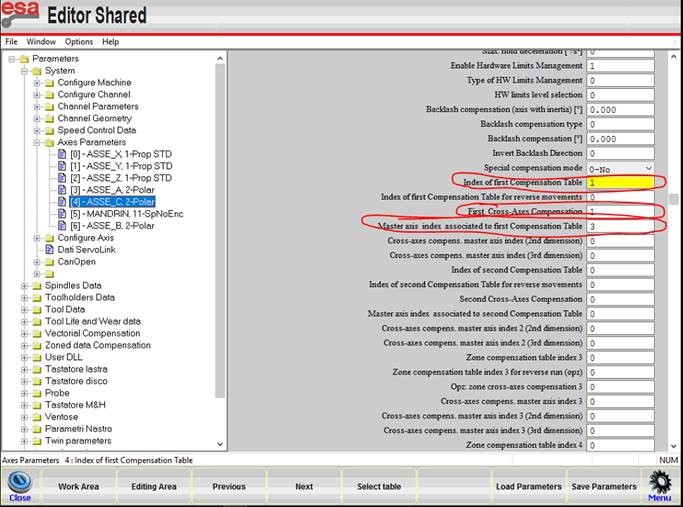 esa
Editor Shared
File Window Options Help
Parameters
System
Configure Machine
Configure Channel
Channel Parameters
Channel Geometry
Speed Control Data
Axes Parameters
[0] - ASSE_X, 1-Prop STD
[1] - ASSE_Y, 1-Prop STD
[2] - ASSE_Z, 1-Prop STD
[3] - ASSE_A, 2-Polar
[4] - ASSE_C, 2-Polar
[5] - MANDRIN, 11-SpNoEnc
[6] - ASSE_B, 2-Polar
Configure Axis
Dati ServoLink
CanOpen
Spindles Data
Toolholders Data
Tool Data
Tool Life and Wear data
Vectorial Compensation
Zoned data Compensation
User DLL
Tastatore lastra
Tastatore disco
Probe
Tastatore M&H
Ventose
Parametri Nastro
Twin parameters
Max. hold deceleration [°/s²] 0
Enable Hardware Limits Management 1
Type of HW Limits Management 0
HW limits level selection 0
Backlash compensation (axis with inertia) [°] 0.000
Backlash compensation type 0
Backlash compensation [°] 0.000
Invert Backlash Direction 0
Special compensation mode 0-No
Index of first Compensation Table 1
Index of first Compensation Table for reverse movements 0
First Cross-Axes Compensation 1
Master axis index associated to first Compensation Table 3
Cross-axes compens. master axis index (2nd dimension) 0
Cross-axes compens. master axis index (3rd dimension) 0
Index of second Compensation Table 0
Index of second Compensation Table for reverse movements 0
Second Cross-Axes Compensation 0
Master axis index associated to second Compensation Table 0
Cross-axes compens. master axis index 2 (2nd dimension) 0
Cross-axes compens. master axis index 2 (3rd dimension) 0
Zone compensation table index 3 0
Zone compensation table index 3 for reverse run (opz) 0
Opz: zone cross-axes compensation 3 0
Cross-axes compens. master axis index 3 0
Cross-axes compens. master axis index 3 (2nd dimension) 0
Cross-axes compens. master axis index 3 (3rd dimension) 0
Zone compensation table index 4 0
Axes Parameters 4 : Index of first Compensation Table NUM
Close Work Area Editing Area Previous Next Select table Load Parameters Save Parameters Menu